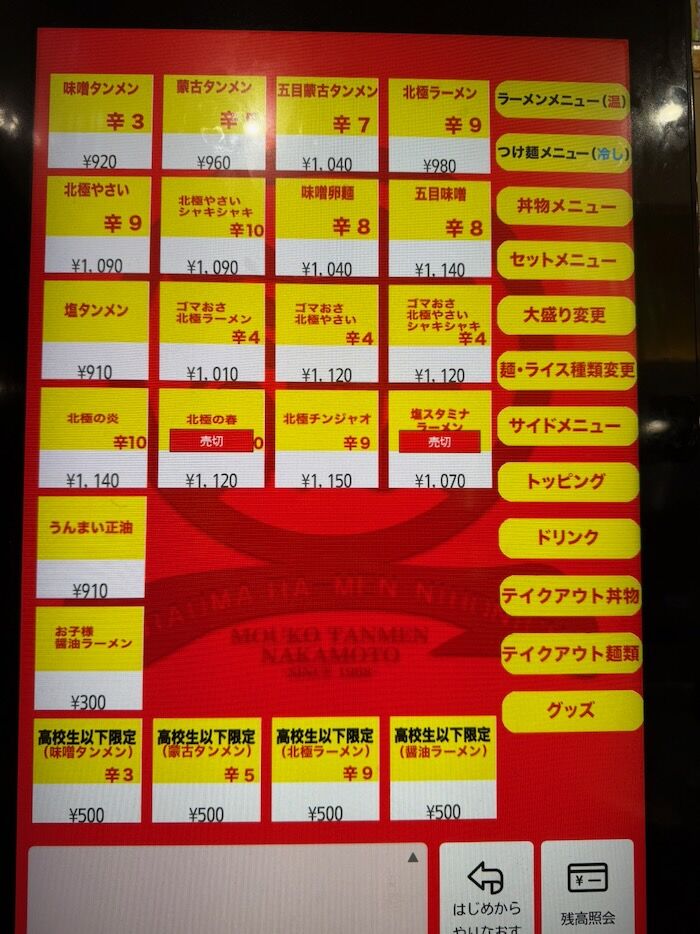 味噌タンメン
辛3
¥920
蒙古タンメン
辛
¥960
五目蒙古タンメン
辛7
¥1,040
北極ラーメン
辛9
¥980
北極やさい
辛9
¥1,090
北極やさい
シャキシャキ
辛10
¥1,090
味噌卵麺
辛8
¥1,040
五目味噌
辛8
¥1,140
塩タンメン
¥910
ゴマおさ
北極ラーメン
辛4
¥1,010
ゴマおさ
北極やさい
辛4
¥1,120
ゴマおさ
北極やさい
シャキシャキ
辛4
¥1,120
北極の炎
辛10
¥1,140
北極の春
売切
0
¥1,120
北極チンジャオ
辛9
¥1,150
塩スタミナ
ラーメン
売切
¥1,070
うんまい正油
¥910
お子様
醤油ラーメン
¥300
高校生以下限定
(味噌タンメン)
辛3
¥500
高校生以下限定
(蒙古タンメン)
辛5
¥500
高校生以下限定
(北極ラーメン)
辛9
¥500
高校生以下限定
(醤油ラーメン)
¥500
ラーメンメニュー(温)
つけ麺メニュー(冷し)
丼物メニュー
セットメニュー
大盛り変更
麺・ライス種類変更
サイドメニュー
トッピング
ドリンク
テイクアウト丼物
テイクアウト麺類
グッズ
MOUKO TANMEN
NAKAMOTO
SINCE 1968
▲
はじめから
やりなおす
¥ー
残高照会